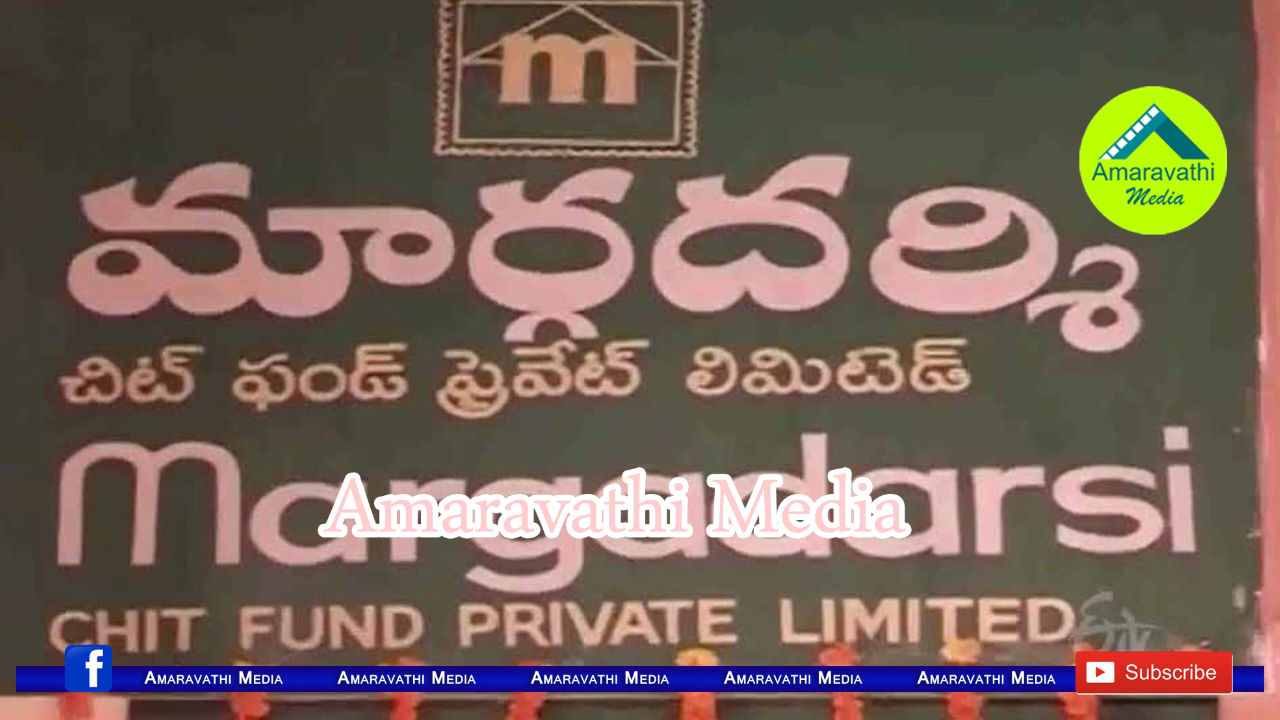 m
మార్గదర్శి
Amaravathi
Media
చిట్ ఫండ్ ప్రైవేట్ లిమిటెడ్
Margadarsi
Amaravathi Media
CHIT FUND PRIVATE LIMITED
f
AMARAVATHI MEDIA AMARAVATHI MEDIA AMARAVATHI MEDIA AMARAVATHI MEDIA AMARAVATHI MEDIA
Subscribe